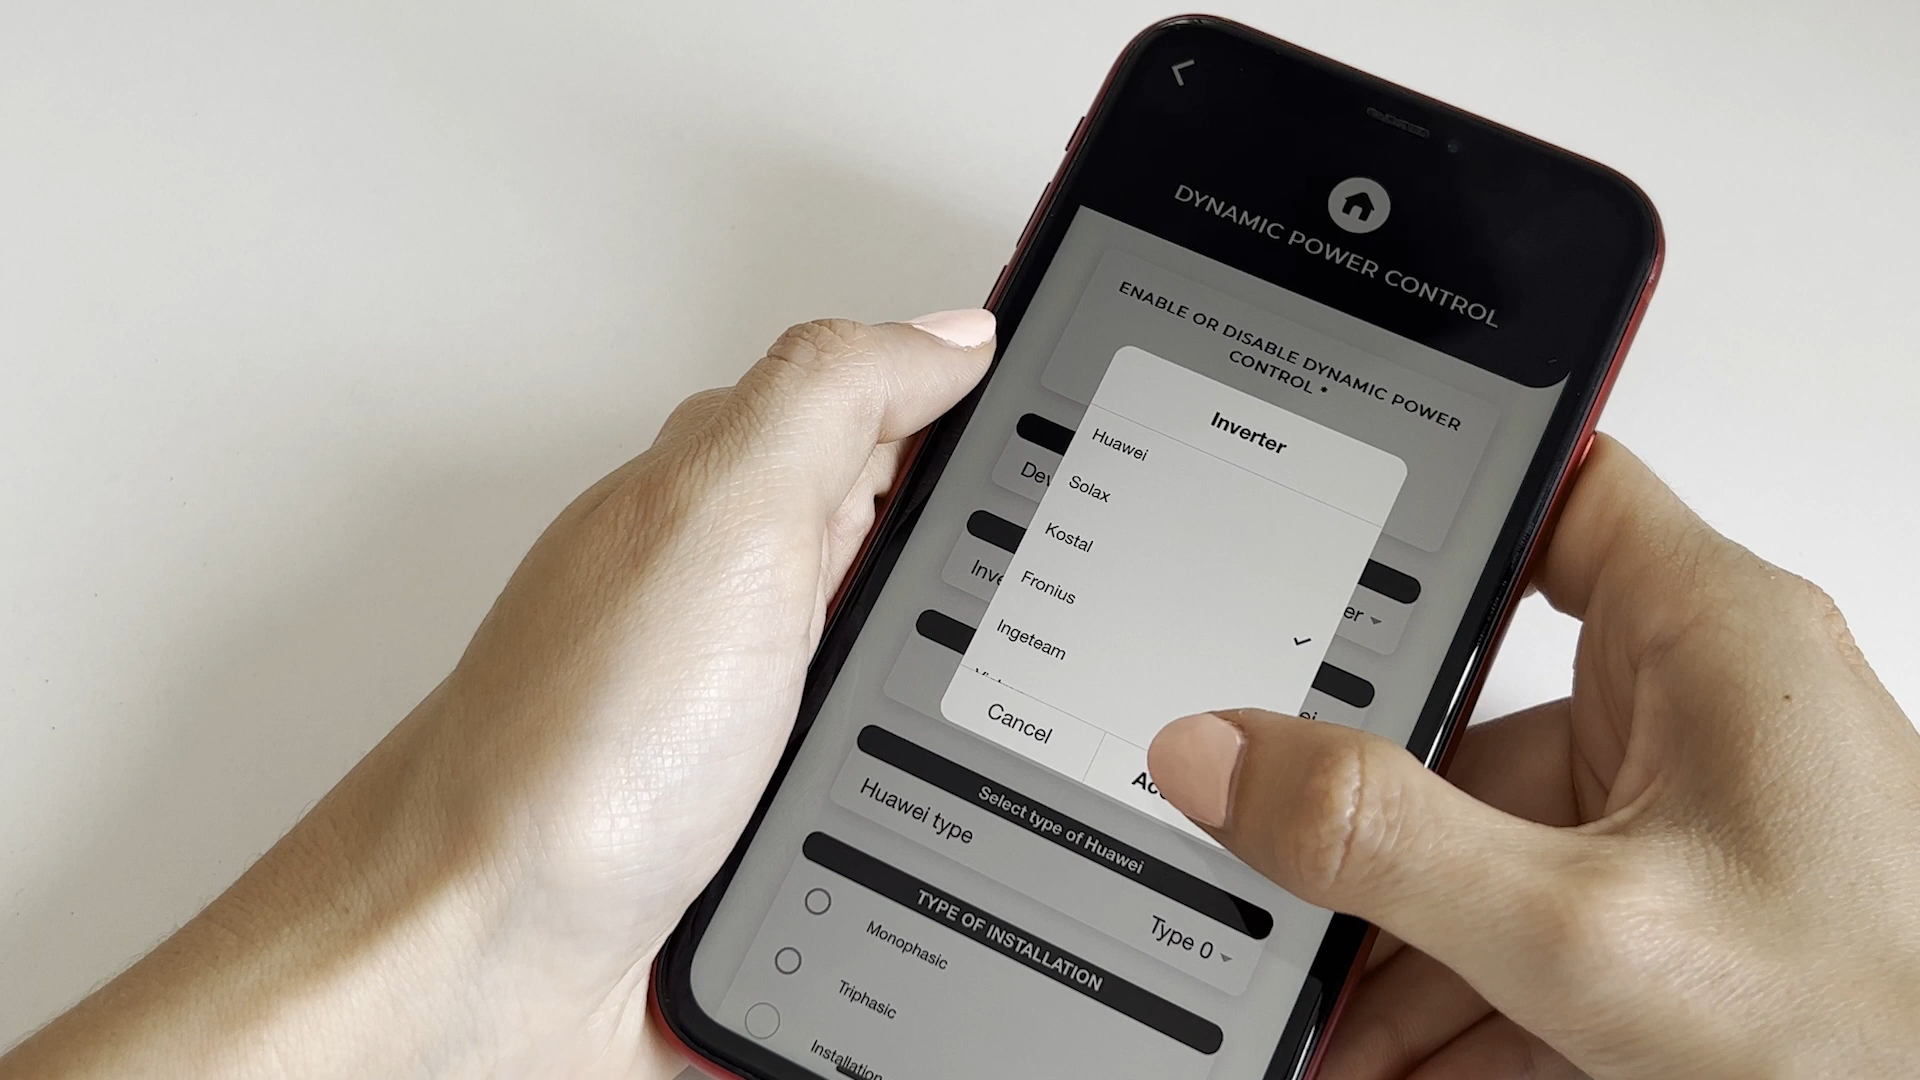 DYNAMIC POWER CONTROL
ENABLE OR DISABLE DYNAMIC POWER
CONTROL *
Inverter
Huawei
Solax
Kostal
Fronius
Ingeteam
Cancel
Select type of Huawei
Huawei type
Type 0
TYPE OF INSTALLATION
Monophasic
Triphasic
Installation